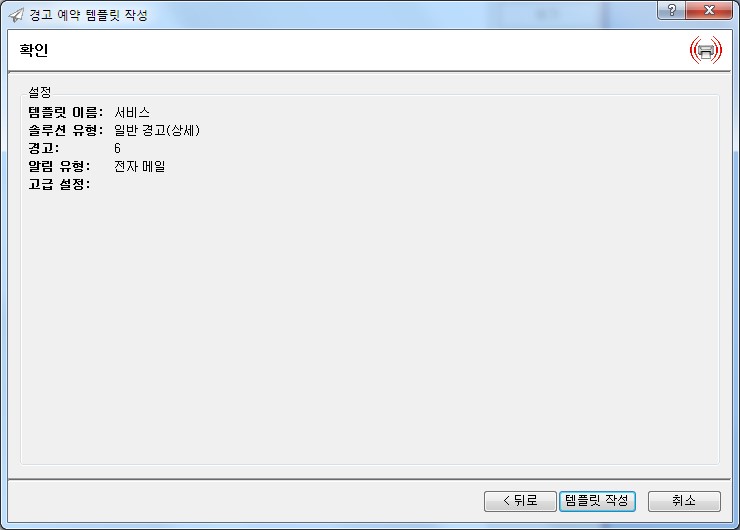 경고 예약 템플릿 작성
?
확인
설정
템플릿 이름: 서비스
솔루션 유형: 일반 경고(상세)
경고: 6
알림 유형: 전자 메일
고급 설정:
< 뒤로 템플릿 작성 취소